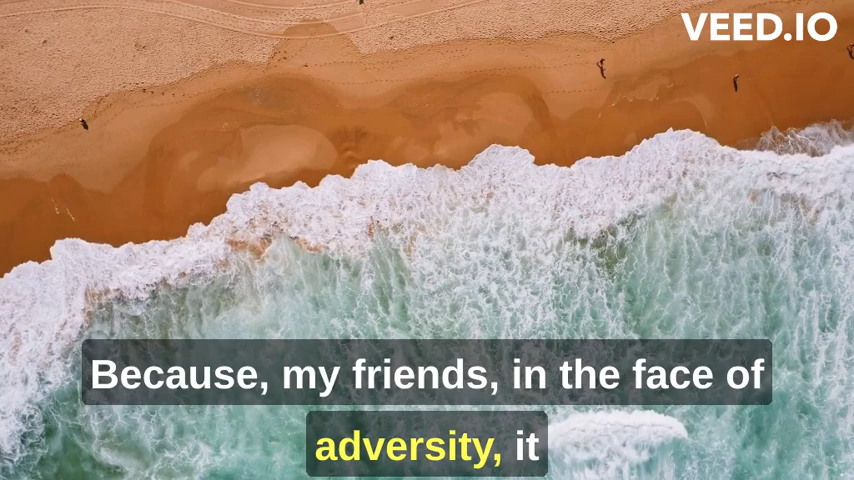 VEED.IO
Because, my friends, in the face of
adversity, it